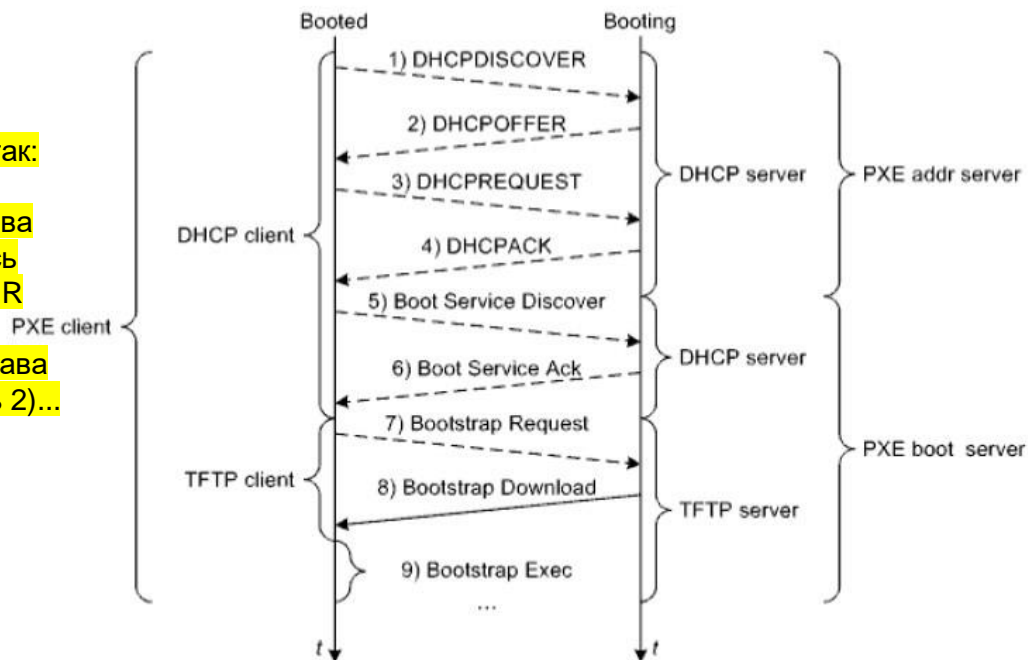 Booted
Booting
1) DHCPDISCOVER
2) DHCPOFFER
3) DHCPREQUEST
4) DHCPACK
5) Boot Service Discover
6) Boot Service Ack
7) Bootstrap Request
8) Bootstrap Download
9) Bootstrap Exec
...
t
t
PXE client
DHCP client
TFTP client
DHCP server
DHCP server
TFTP server
PXE addr server
PXE boot server
так:
R
2)...